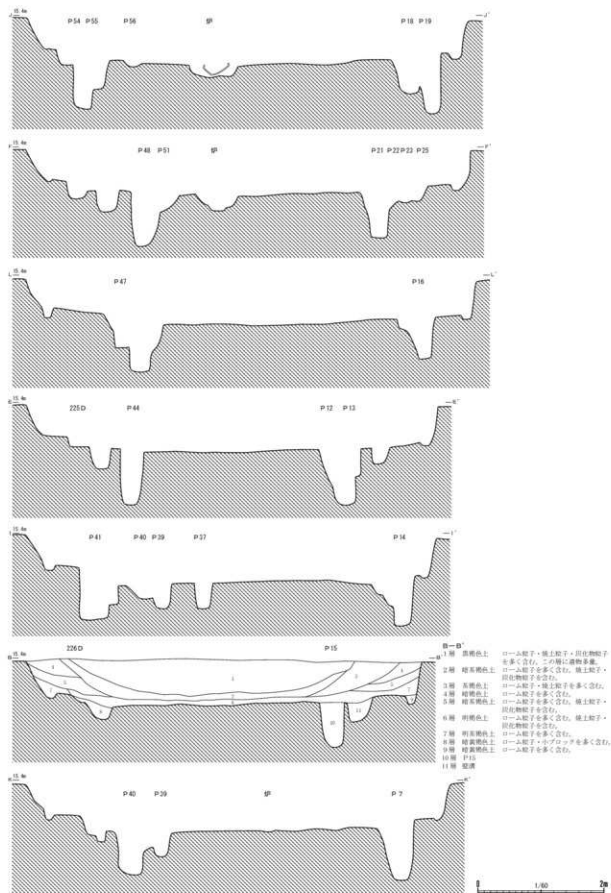 J 15.4m P54 P55 P56 炉 P18 P19 J'
F 15.4m P48 P51 炉 P21 P22 P23 P25 F'
L 15.4m P47 P16 L'
15.4m 225D P44 P12 P13 K'
I 15.4m P41 P40 P39 P37 P14 I'
B 15.4m 226D P15 B'
B—B'
1層 黒褐色土 ローム粒子・焼土粒子・炭化物粒子を多く含む。この層に遺物多量。
2層 暗茶褐色土 ローム粒子を多く含む。焼土粒子・炭化物粒子を含む。
3層 茶褐色土 ローム粒子・焼土粒子を多く含む。
4層 暗褐色土 ローム粒子を多く含む。
5層 暗茶褐色土 ローム粒子を多く含む。焼土粒子・炭化物粒子を含む。
6層 明褐色土 ローム粒子を多く含む。焼土粒子・炭化物粒子を含む。
7層 明茶褐色土 ローム粒子を多く含む。
8層 暗黄褐色土 ローム粒子・小ブロックを多く含む。
9層 暗黄褐色土 ローム粒子を多く含む。
10層 P15
11層 壁溝
15.4m P40 P39 炉 P7
0 1/60 2m